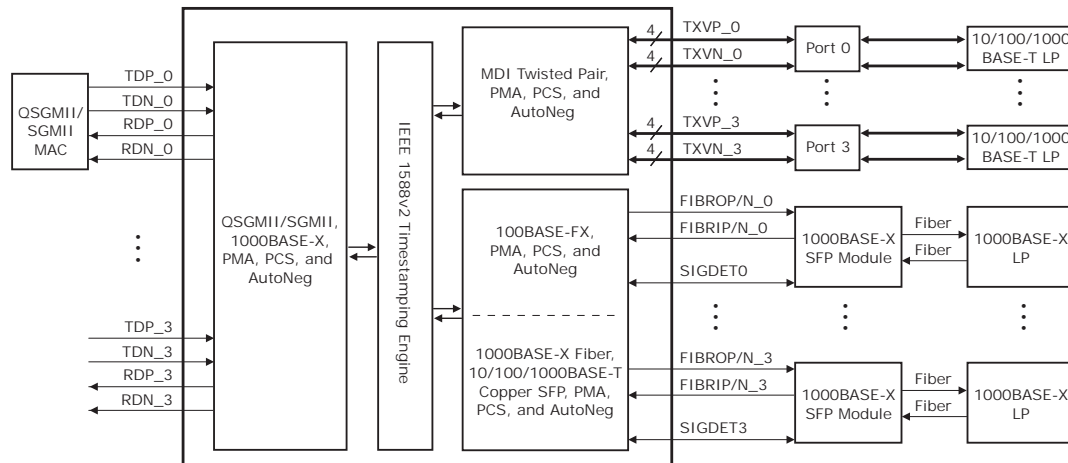 QSGMII/
SGMII
MAC
TDP_0
TDN_0
RDP_0
RDN_0
TDP_3
TDN_3
RDP_3
RDN_3
QSGMII/SGMII,
1000BASE-X,
PMA, PCS, and
AutoNeg
IEEE 1588v2 Timestamping Engine
MDI Twisted Pair,
PMA, PCS, and
AutoNeg
100BASE-FX,
PMA, PCS, and
AutoNeg
1000BASE-X Fiber,
10/100/1000BASE-T
Copper SFP, PMA,
PCS, and AutoNeg
4 TXVP_0
4 TXVN_0
4 TXVP_3
4 TXVN_3
Port 0
Port 3
10/100/1000
BASE-T LP
10/100/1000
BASE-T LP
FIBROP/N_0
FIBRIP/N_0
SIGDET0
1000BASE-X
SFP Module
Fiber
Fiber
1000BASE-X
LP
FIBROP/N_3
FIBRIP/N_3
SIGDET3
1000BASE-X
SFP Module
Fiber
Fiber
1000BASE-X
LP